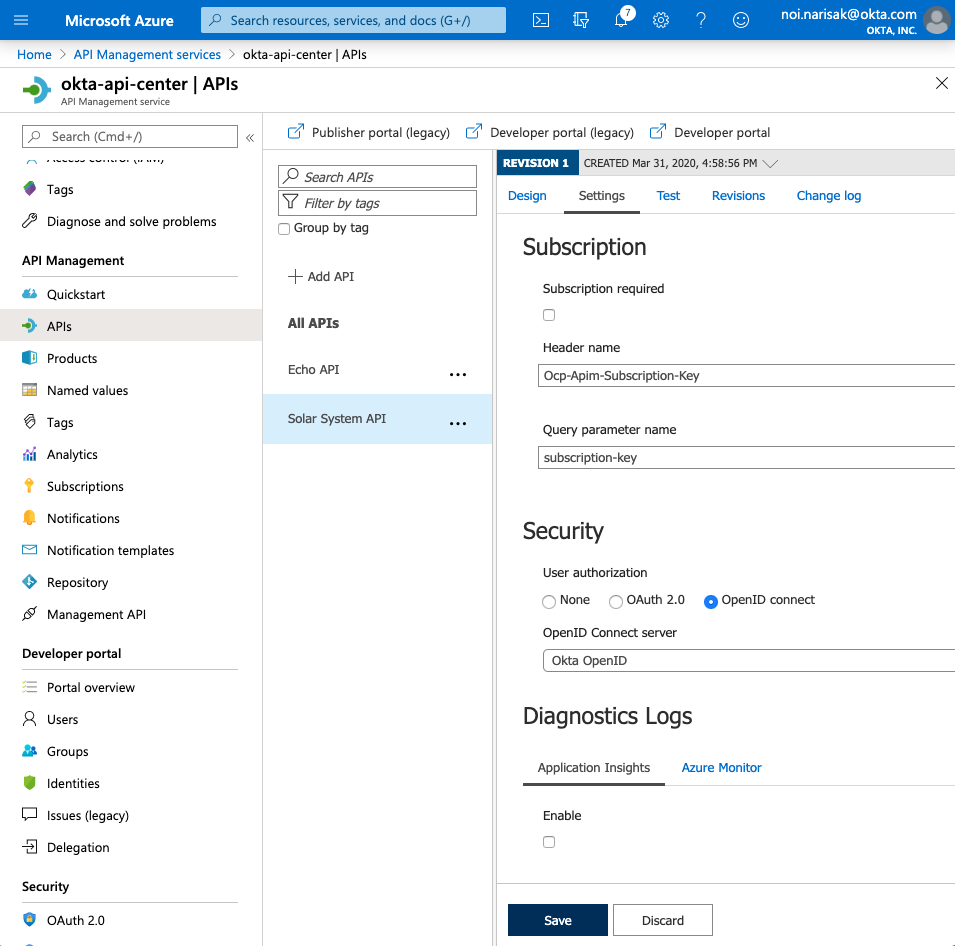 Microsoft Azure
Search resources, services, and docs (G+/)
7
noi.narisak@okta.com
OKTA, INC.
Home > API Management services > okta-api-center | APIs
okta-api-center | APIs
API Management service
Search (Cmd+/)
«
Access control (IAM)
Tags
Diagnose and solve problems
API Management
Quickstart
APIs
Products
Named values
Tags
Analytics
Subscriptions
Notifications
Notification templates
Repository
Management API
Developer portal
Portal overview
Users
Groups
Identities
Issues (legacy)
Delegation
Security
OAuth 2.0
Publisher portal (legacy)
Developer portal (legacy)
Developer portal
Search APIs
Filter by tags
Group by tag
Add API
All APIs
Echo API
...
Solar System API
...
REVISION 1
CREATED Mar 31, 2020, 4:58:56 PM
Design
Settings
Test
Revisions
Change log
Subscription
Subscription required
Header name
Ocp-Apim-Subscription-Key
Query parameter name
subscription-key
Security
User authorization
None
OAuth 2.0
OpenID connect
OpenID Connect server
Okta OpenID
Diagnostics Logs
Application Insights
Azure Monitor
Enable
Save
Discard